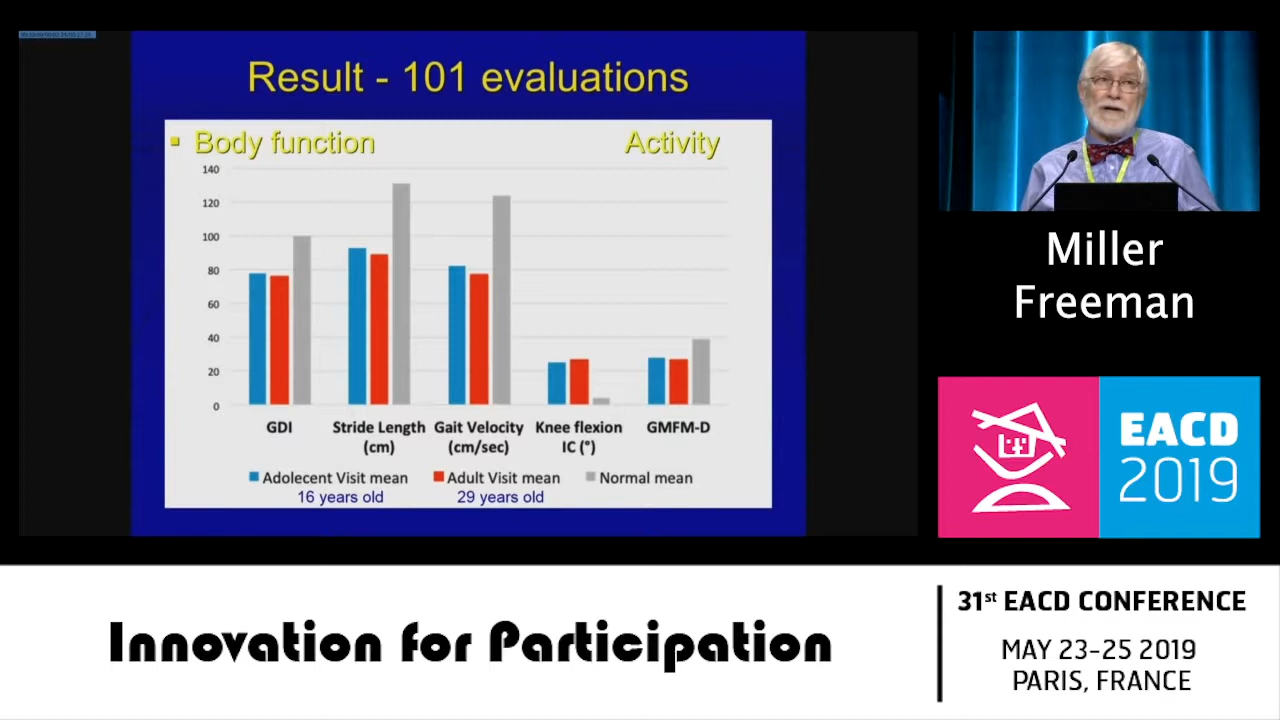 Result - 101 evaluations
Body function
Activity
140
120
100
80
60
40
20
0
GDI
Stride Length
(cm)
Gait Velocity
(cm/sec)
Knee flexion
IC (°)
GMFM-D
Adolecent Visit mean
Adult Visit mean
Normal mean
16 years old
29 years old
Miller
Freeman
EACD
2019
Innovation for Participation
31st EACD CONFERENCE
MAY 23-25 2019
PARIS, FRANCE